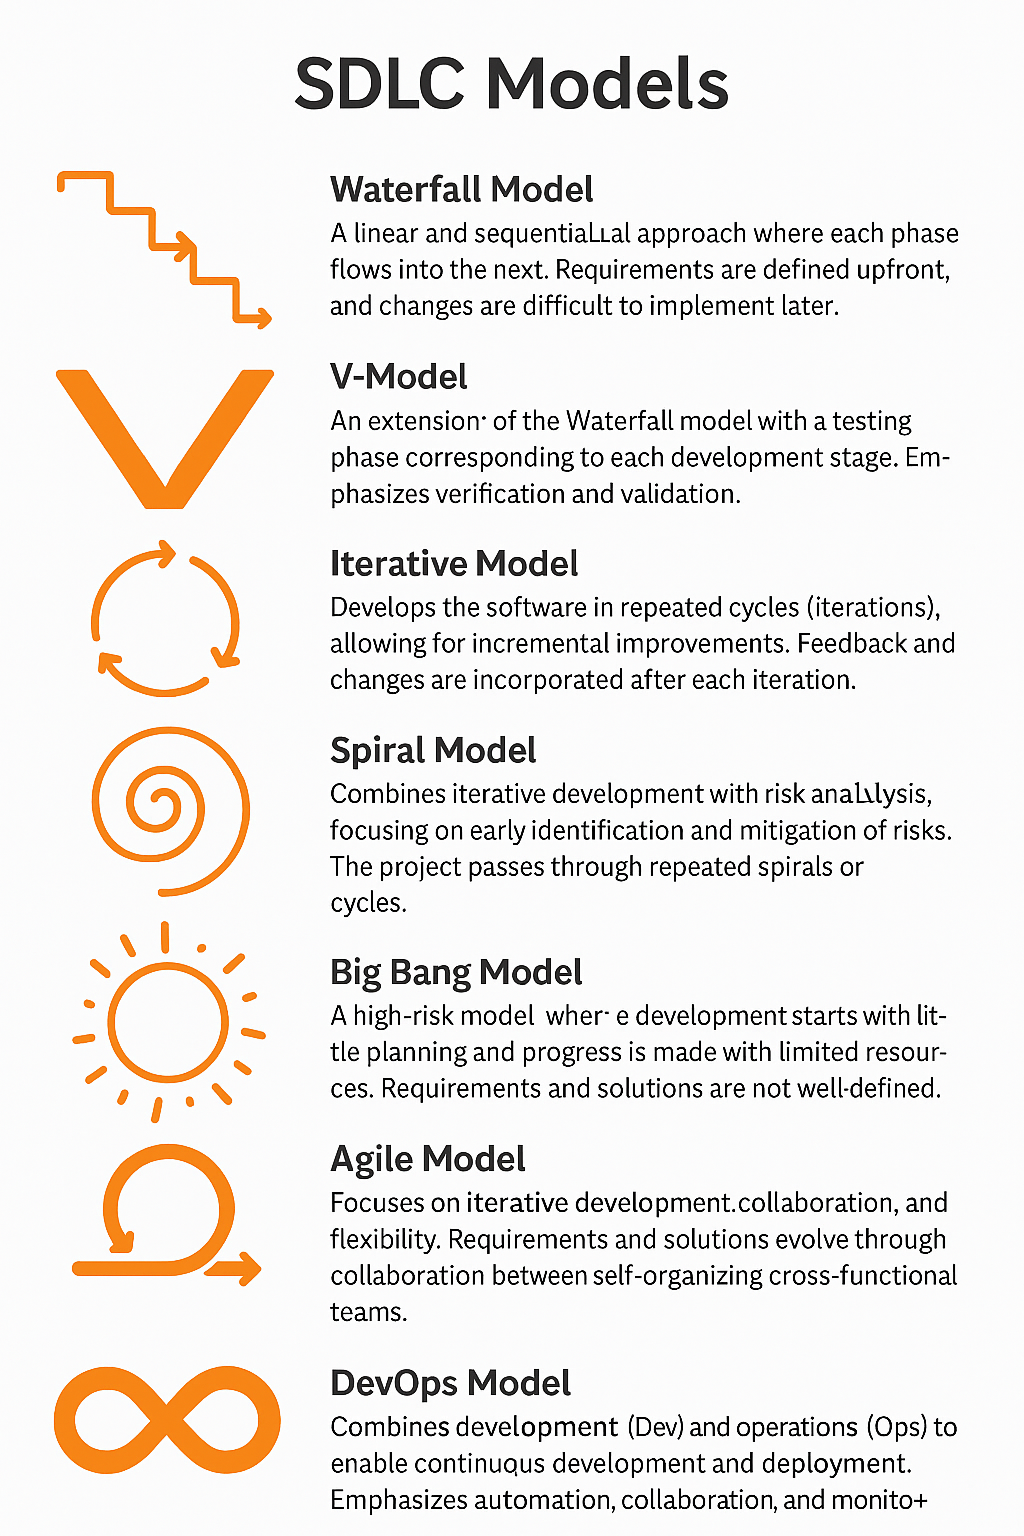 SDLC Models
Waterfall Model
A linear and sequentiaLLal approach where each phase
flows into the next. Requirements are defined upfront,
and changes are difficult to implement later.
V-Model
An extension· of the Waterfall model with a testing
phase corresponding to each development stage. Em-
phasizes verification and validation.
Iterative Model
Develops the software in repeated cycles (iterations),
allowing for incremental improvements. Feedback and
changes are incorporated after each iteration.
Spiral Model
Combines iterative development with risk
focusing on early identification and mitigation of risks.
The project passes through repeated spirals or
cycles.
Big Bang Model
A high-risk model wher· e development starts with lit-
tle planning and progress is made with limited resour-
ces. Requirements and solutions are not well-defined.
Agile Model
Focuses on iterative development.collaboration, and
flexibility. Requirements and solutions evolve through
collaboration between self-organizing cross-functional
teams.
DevOps Model
Combines development (Dev) and operations (Ops) to
enable continuqus development and deployment.
Emphasizes automation, collaboration, and monito+